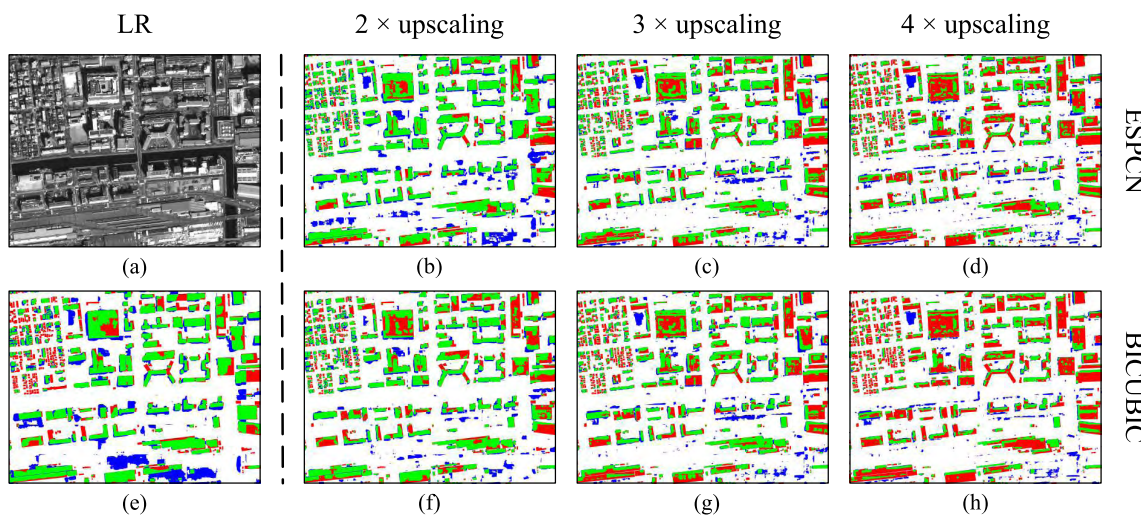 LR
2 × upscaling
3 × upscaling
4 × upscaling
ESPCN
(a)
(b)
(c)
(d)
BICUBIC
(e)
(f)
(g)
(h)